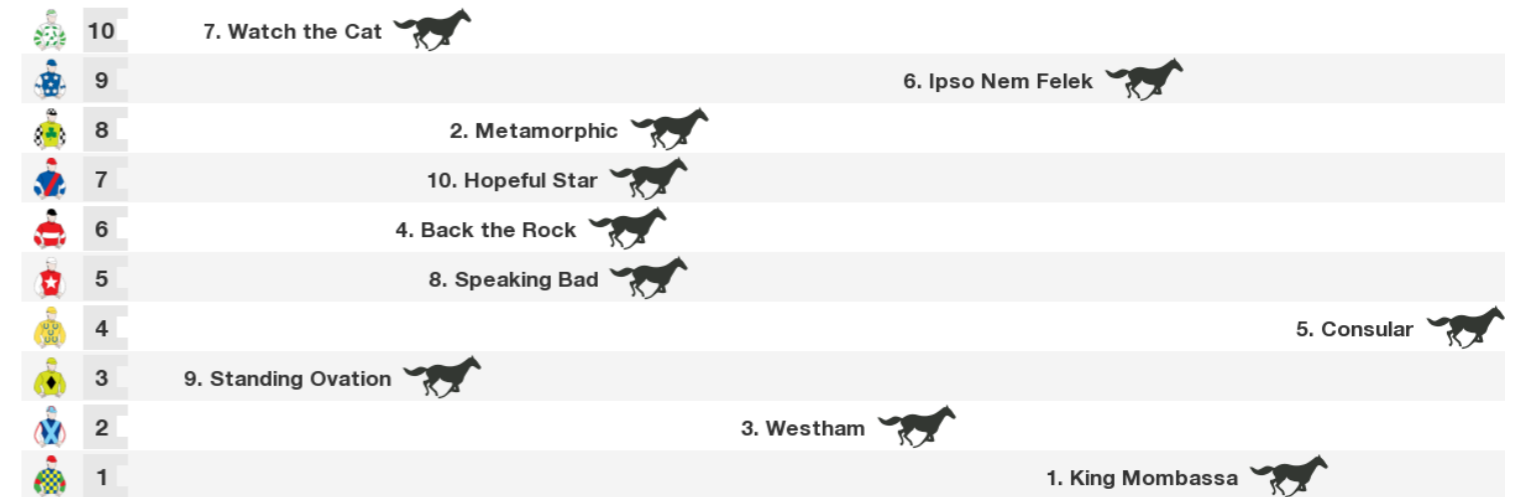 10 7. Watch the Cat
9 6. Ipso Nem Felek
8 2. Metamorphic
7 10. Hopeful Star
6 4. Back the Rock
5 8. Speaking Bad
4 5. Consular
3 9. Standing Ovation
2 3. Westham
1 1. King Mombassa